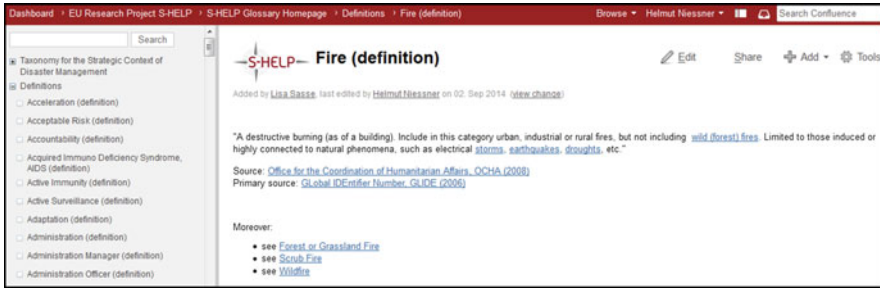 Dashboard › EU Research Project S-HELP › S-HELP Glossary Homepage › Definitions › Fire (definition) Browse Helmut Niessner Search Confluence
Search
Taxonomy for the Strategic Context of
Disaster Management
Definitions
Acceleration (definition)
Acceptable Risk (definition)
Accountability (definition)
Acquired Immuno Deficiency Syndrome,
AIDS (definition)
Active Immunity (definition)
Active Surveillance (definition)
Adaptation (definition)
Administration (definition)
Administration Manager (definition)
Administration Officer (definition)
S-HELP Fire (definition)
Edit Share Add Tools
Added by Lisa Sasse, last edited by Helmut Niessner on 02. Sep 2014 (view change)
"A destructive burning (as of a building). Include in this category urban, industrial or rural fires, but not including wild (forest) fires. Limited to those induced or
highly connected to natural phenomena, such as electrical storms, earthquakes, droughts, etc."
Source: Office for the Coordination of Humanitarian Affairs, OCHA (2008)
Primary source: GLobal IDEntifier Number, GLIDE (2006)
Moreover:
• see Forest or Grassland Fire
• see Scrub Fire
• see Wildfire